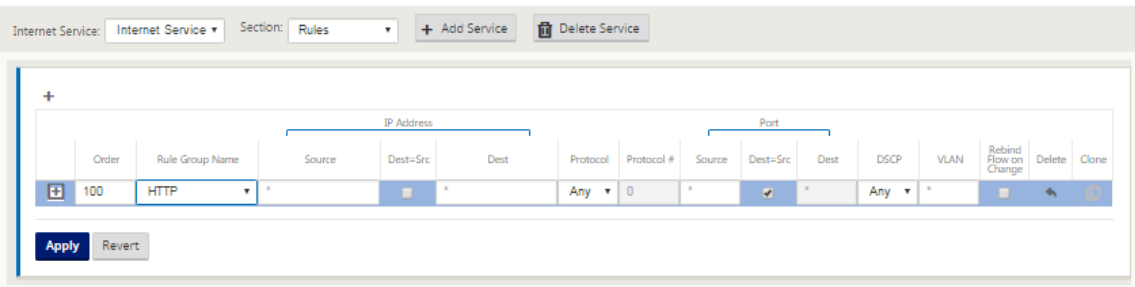 Internet Service: Internet Service Section: Rules + Add Service Delete Service
+
IP Address Port
Order Rule Group Name Source Dest=Src Dest Protocol Protocol # Source Dest=Src Dest DSCP VLAN Rebind Flow on Change Delete Clone
100 HTTP * * Any 0 * * Any *
Apply Revert